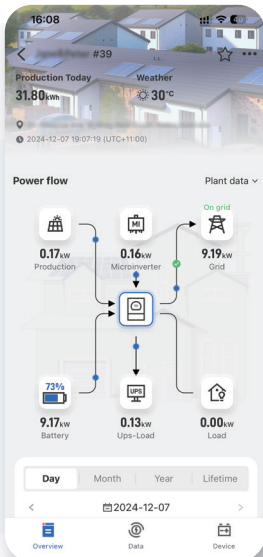 16:08
#39
Production Today
Weather
31.80kWh
30°C
2024-12-07 19:07:19 (UTC+11:00)
Power flow
Plant data
On grid
MI
0.17kW
0.16kW
9.19kW
Production
Microinverter
Grid
73%
UPS
9.17kW
0.13kW
0.00kW
Battery
Ups-Load
Load
Day
Month
Year
Lifetime
2024-12-07
Overview
Data
Device